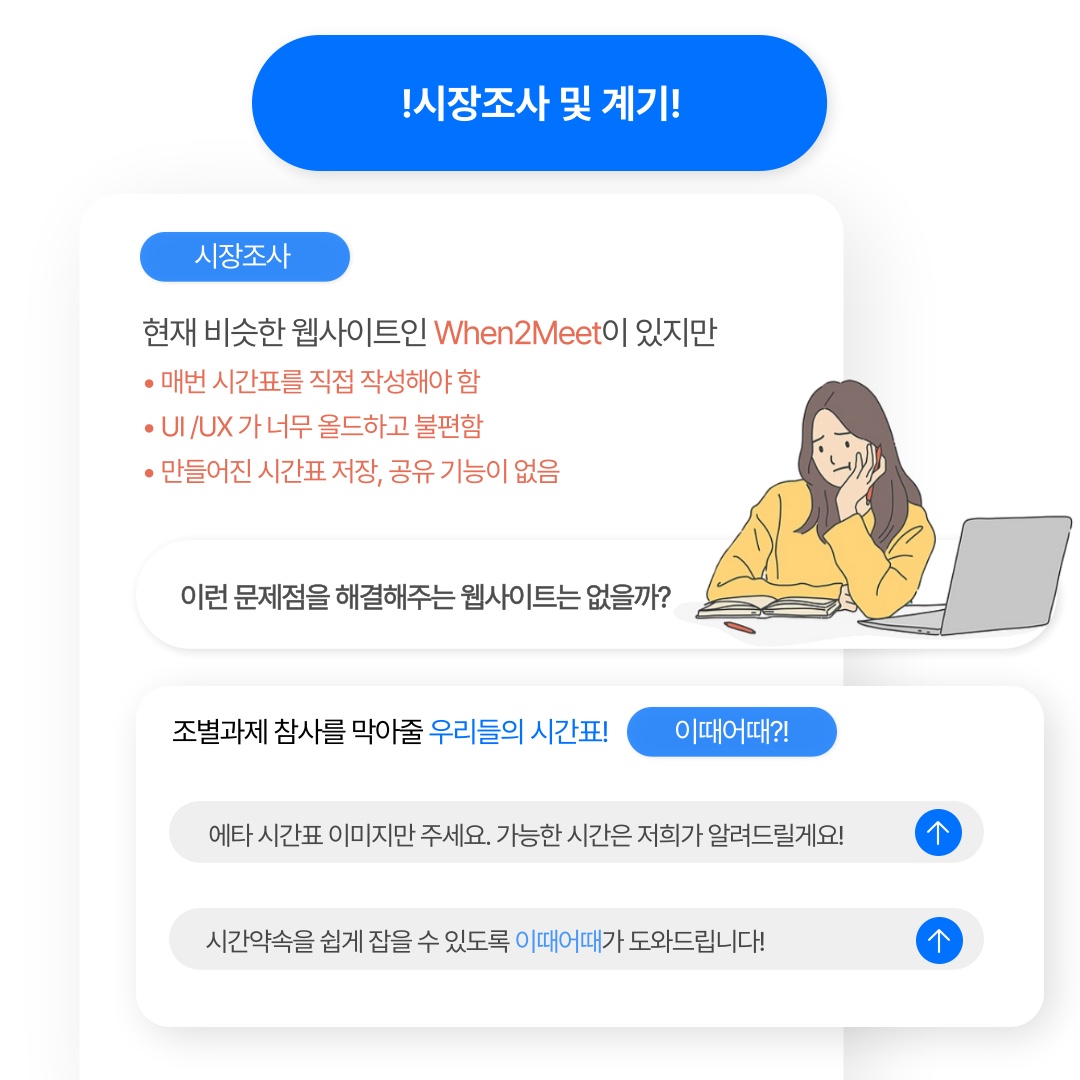 !시장조사 및 계기!
시장조사
현재 비슷한 웹사이트인 When2Meet이 있지만
• 매번 시간표를 직접 작성해야 함
• UI /UX 가 너무 올드하고 불편함
• 만들어진 시간표 저장, 공유 기능이 없음
이런 문제점을 해결해주는 웹사이트는 없을까?
조별과제 참사를 막아줄 우리들의 시간표! 이때어때?!
에타 시간표 이미지만 주세요. 가능한 시간은 저희가 알려드릴게요!
시간약속을 쉽게 잡을 수 있도록 이때어때가 도와드립니다!